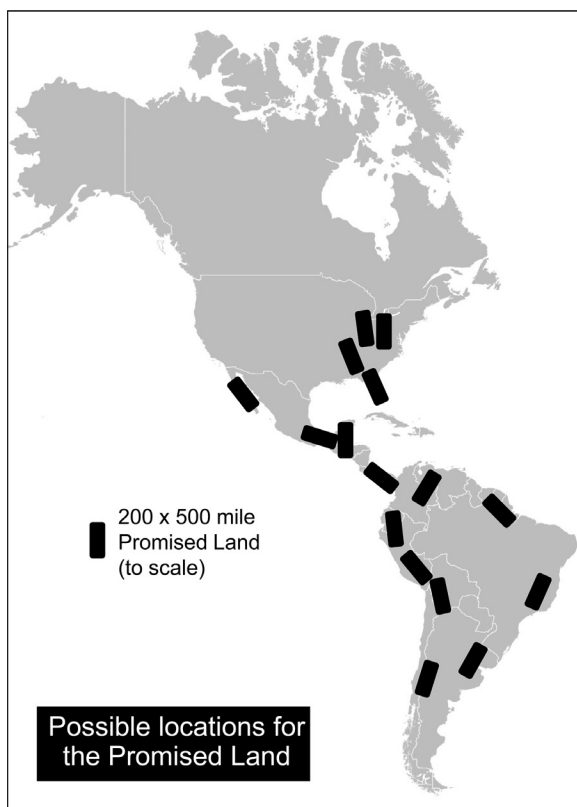 200 x 500 mile
Promised Land
(to scale)
Possible locations for
the Promised Land